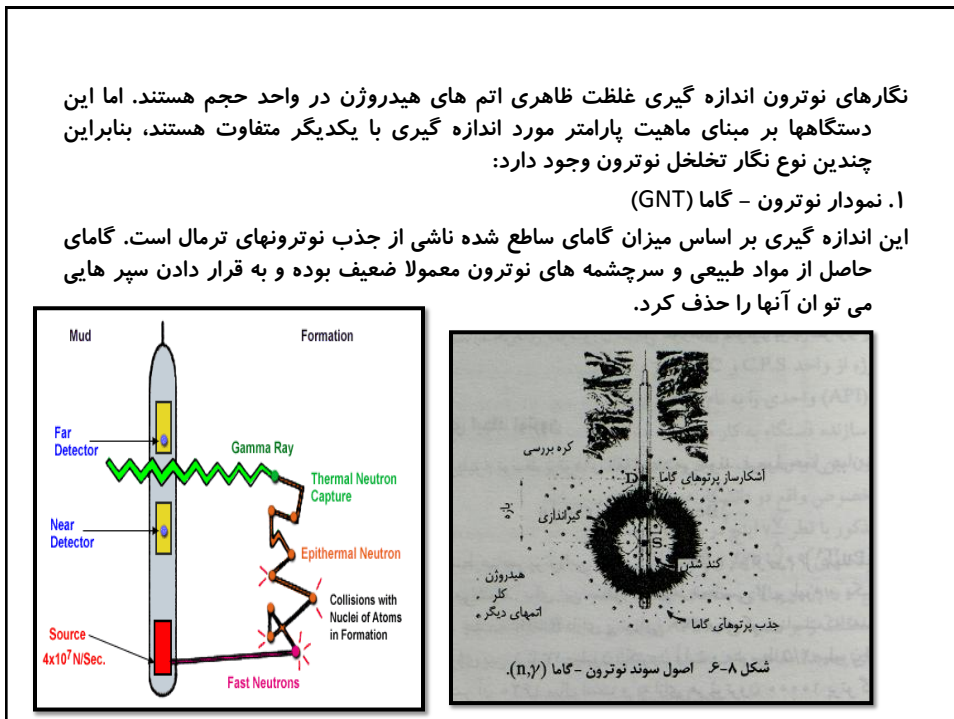 نگارهای نوترون اندازه گیری غلظت ظاهری اتم های هیدروژن در واحد حجم هستند. اما این
دستگاهها بر مبنای ماهیت پارامتر مورد اندازه گیری با یکدیگر متفاوت هستند، بنابراین
چندین نوع نگار تخلخل نوترون وجود دارد:
۱. نمودار نوترون – گاما (GNT)
این اندازه گیری بر اساس میزان گامای ساطع شده ناشی از جذب نوترونهای ترمال است. گامای
حاصل از مواد طبیعی و سرچشمه های نوترون معمولا ضعیف بوده و به قرار دادن سپر هایی
می تو ان آنها را حذف کرد.
Mud
Formation
Far
Detector
Gamma Ray
Thermal Neutron
Capture
Near
Detector
Epithermal Neutron
Collisions with
Nuclei of Atoms
in Formation
Source
4x10⁷ N/Sec.
Fast Neutrons
کره بررسی
D آشکارساز پرتوهای گاما
گیراندازی
S
کند شدن
هیدروژن
کلر
اتمهای دیگر
جذب پرتوهای گاما
شکل ۸-۶. اصول سوند نوترون -گاما (n,γ).